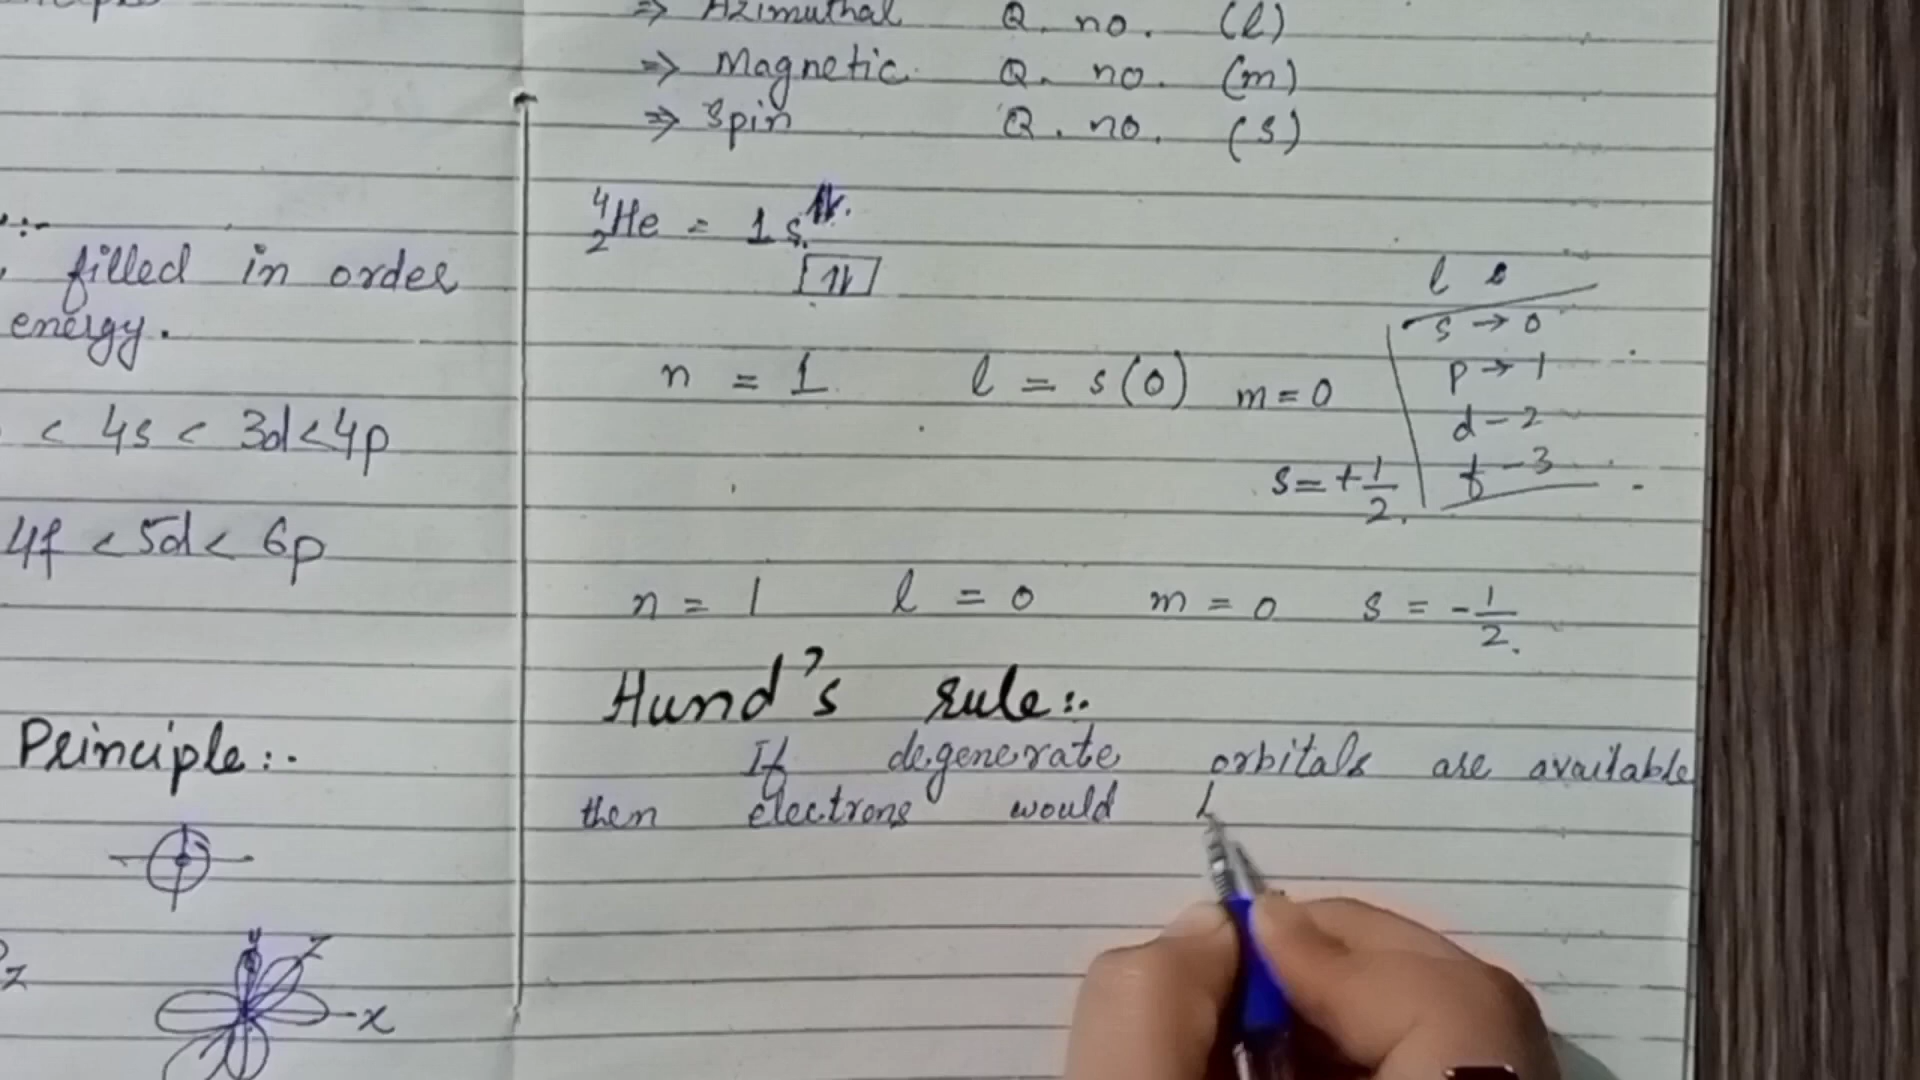 filled in order
energy.
< 4s < 3d < 4p
4f < 5d < 6p
Principle:-
y
z
-x
z
⇒ Azimuthal Q. no. (l)
⇒ Magnetic Q. no. (m)
⇒ Spin Q. no. (s)
⁴₂He = 1s¹⥮.
⥮
n = 1 l = s(0) m = 0
s = +1/2.
l s
s → 0
p → 1
d - 2
f - 3
n = 1 l = 0 m = 0 s = -1/2.
Hund's rule:-
If degenerate orbitals are available
then electrons would